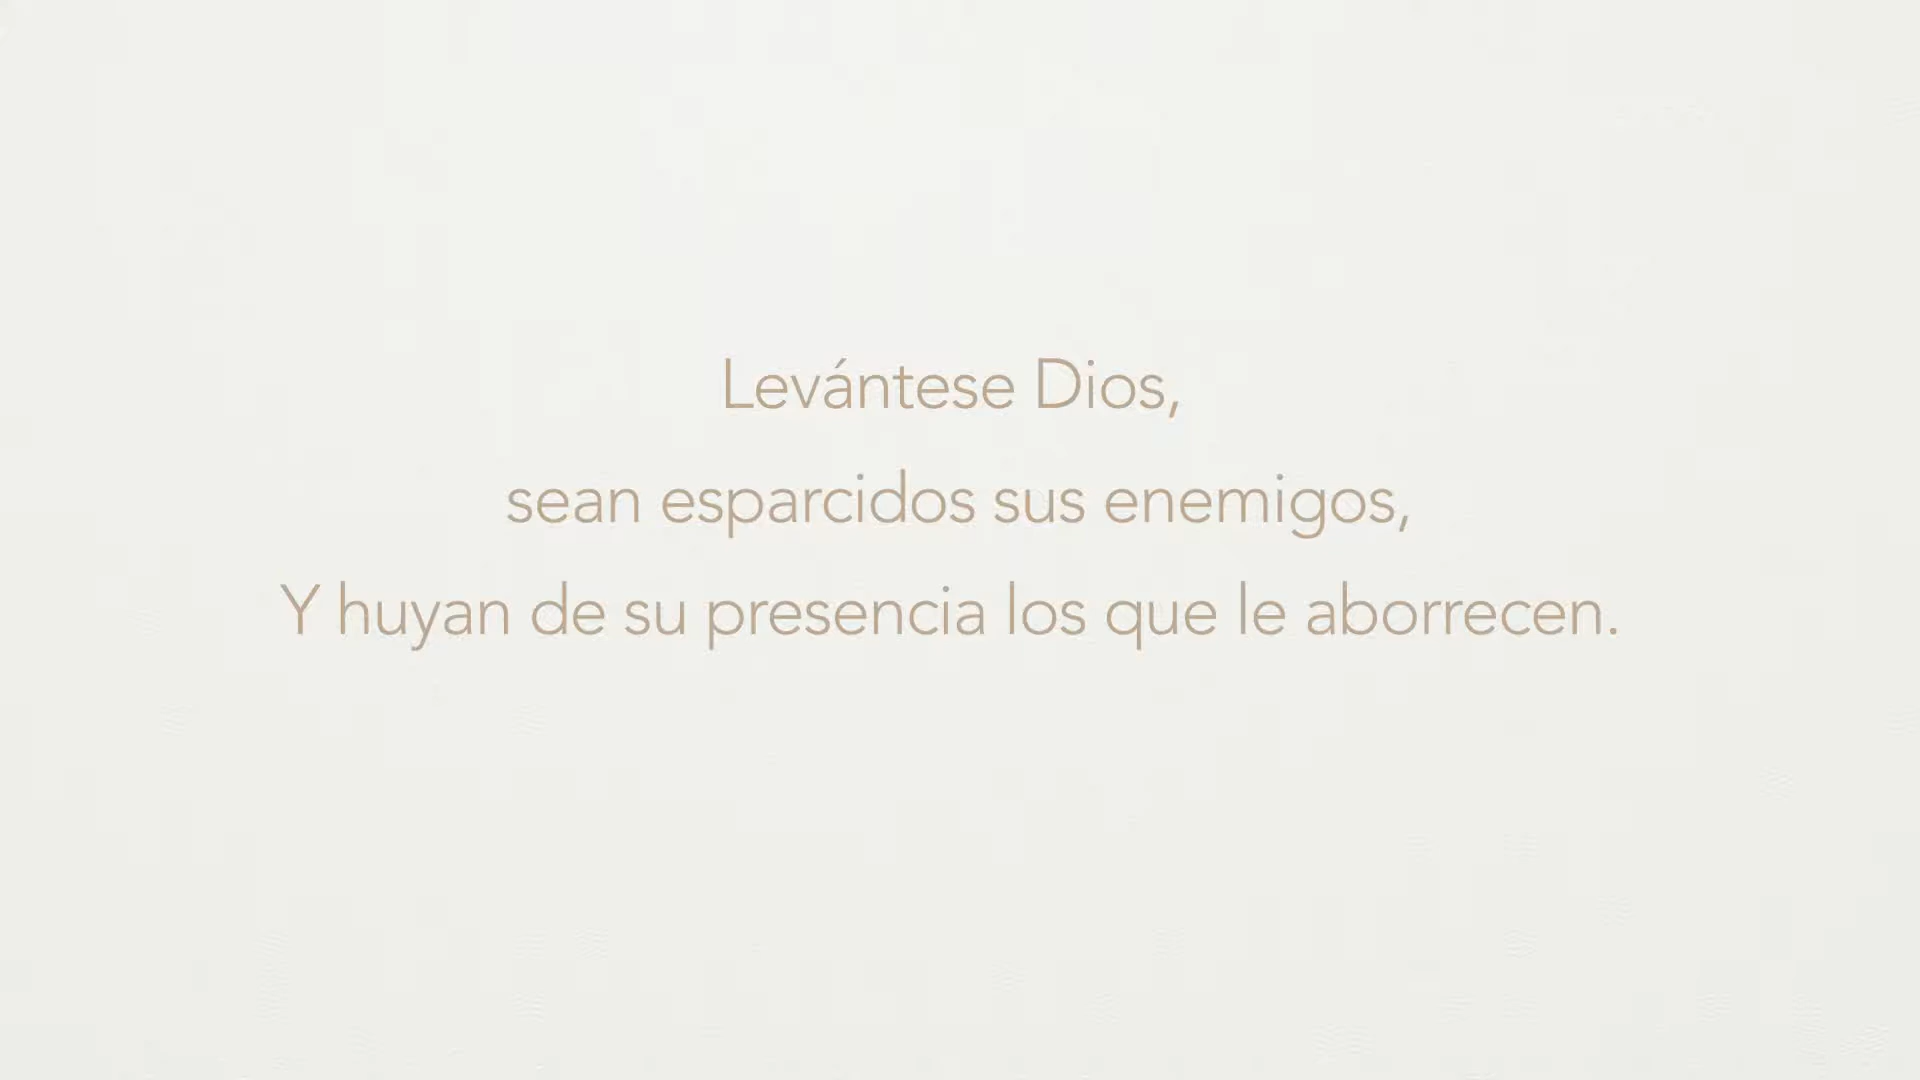 Levántese Dios,
sean esparcidos sus enemigos,
Y huyan de su presencia los que le aborrecen.